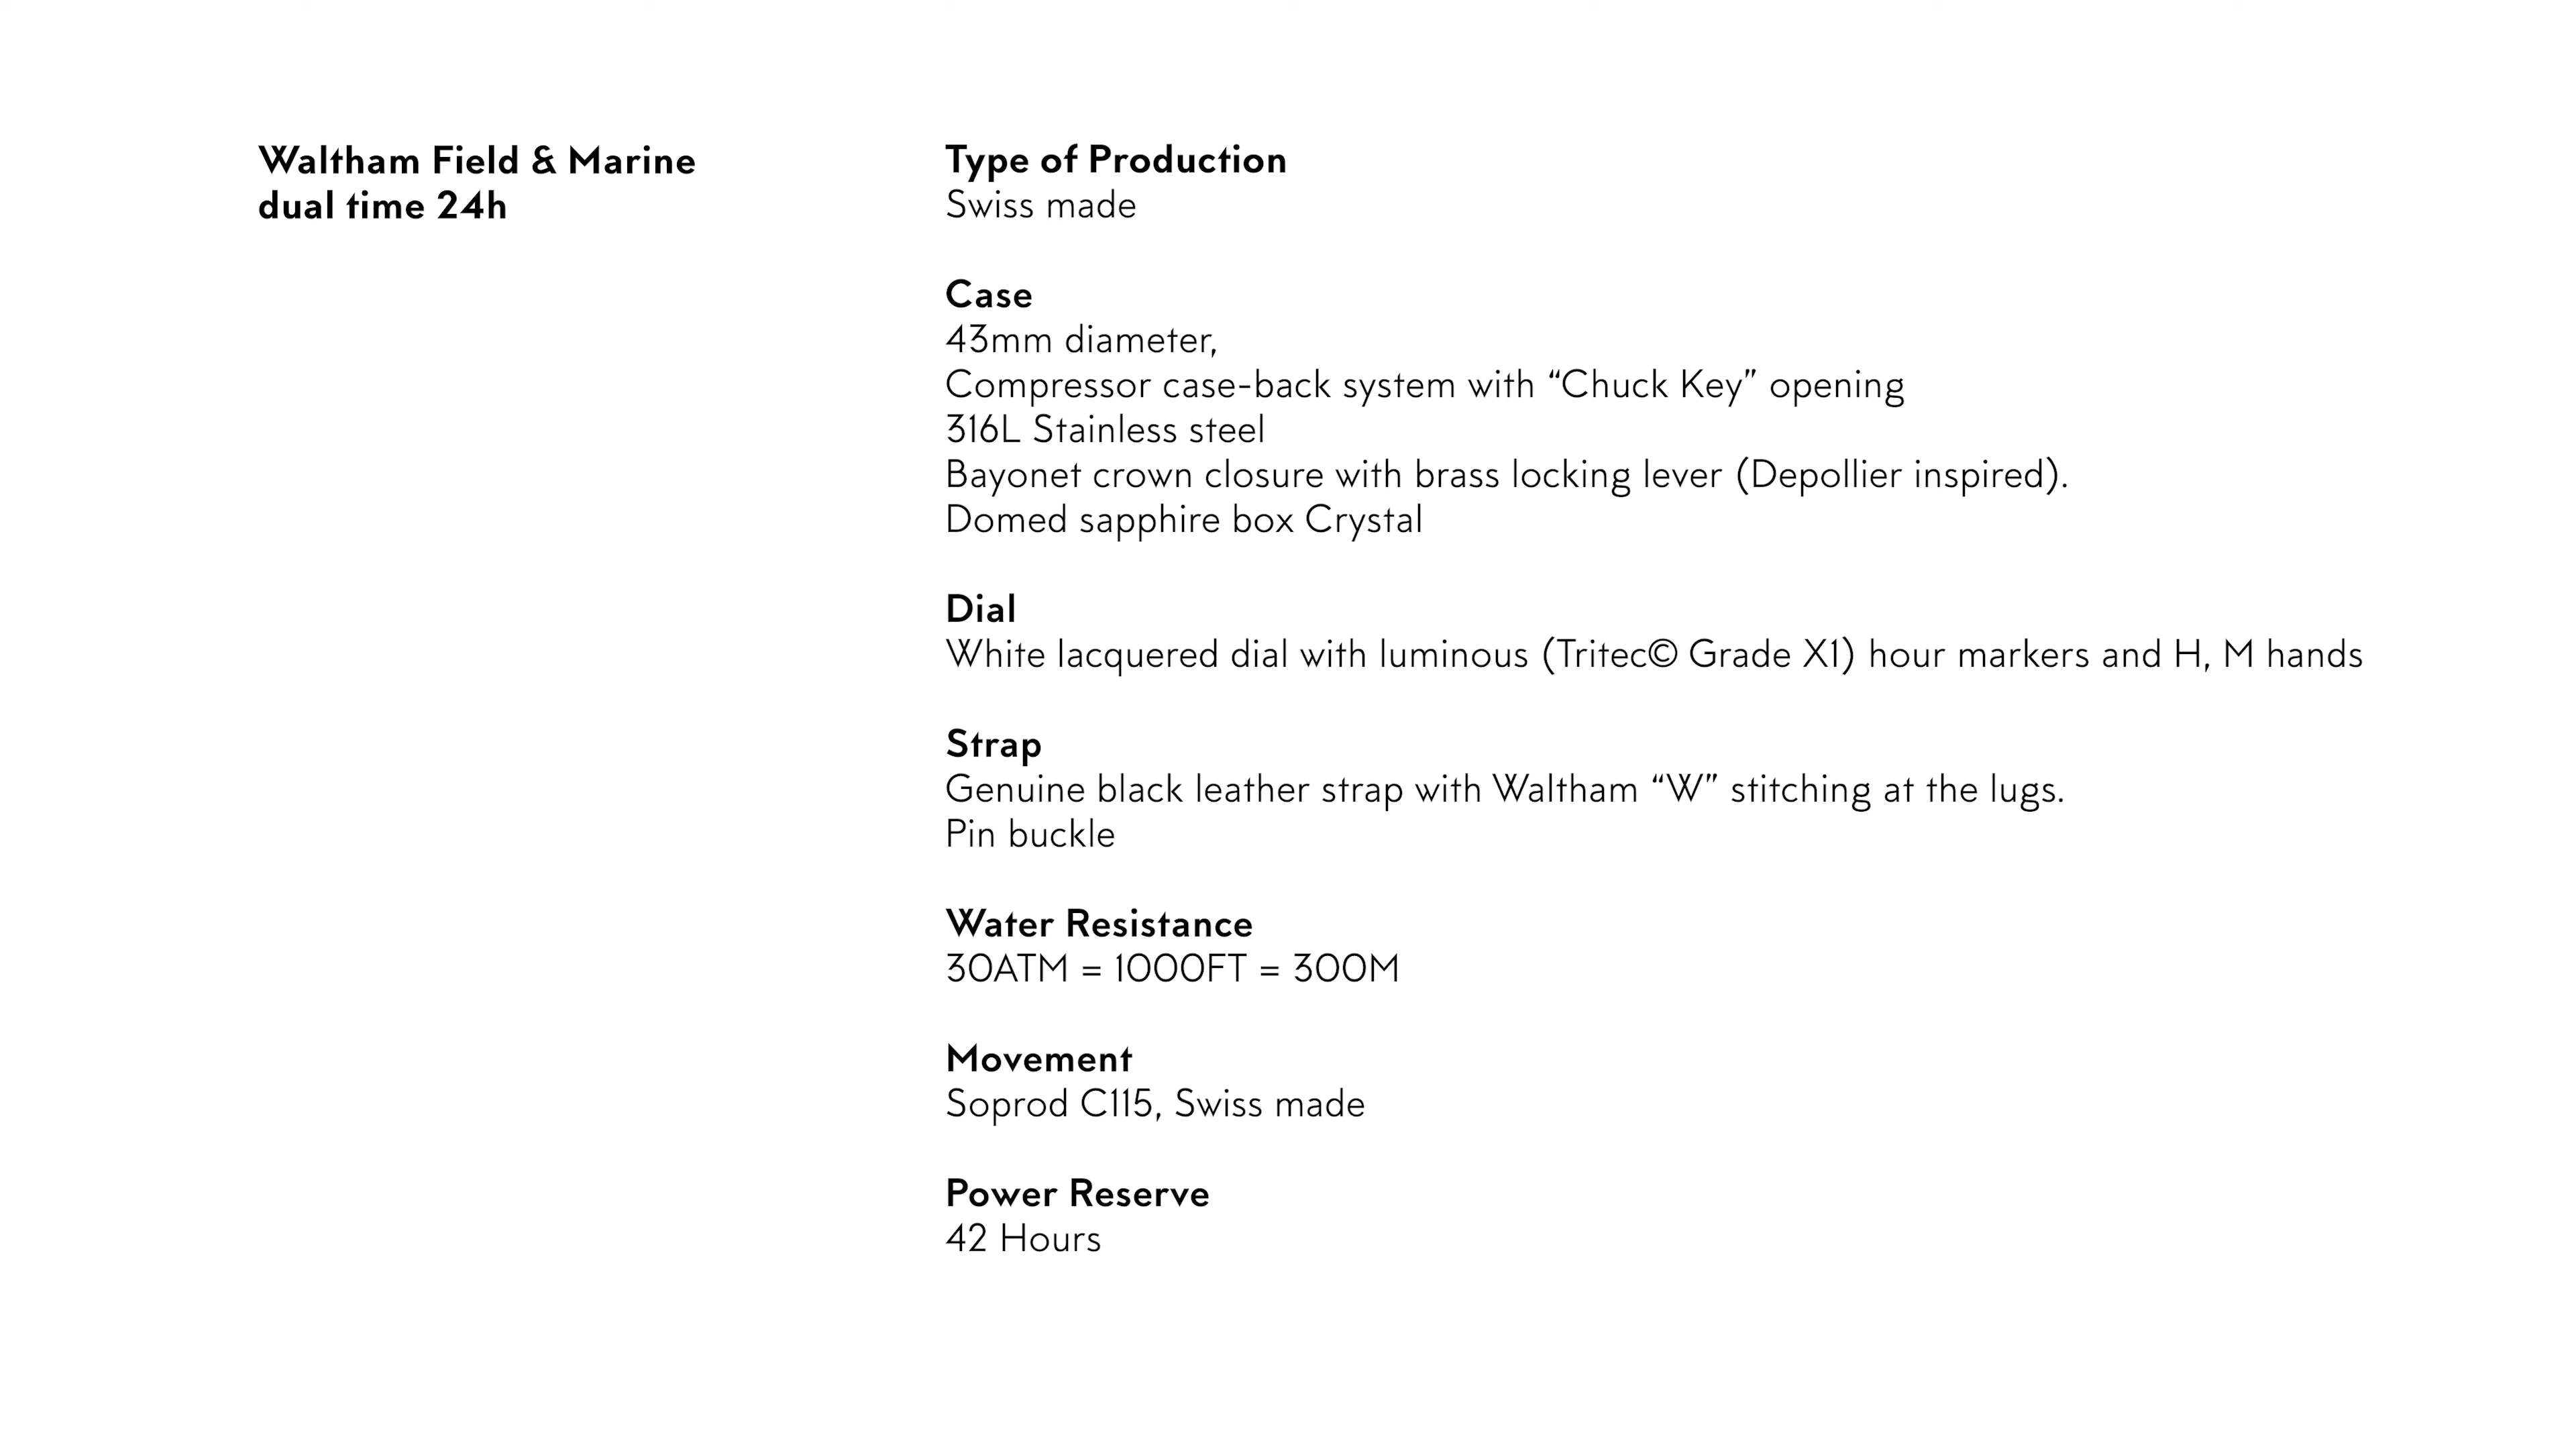 Waltham Field & Marine
dual time 24h
Type of Production
Swiss made
Case
43mm diameter,
Compressor case-back system with “Chuck Key” opening
316L Stainless steel
Bayonet crown closure with brass locking lever (Depollier inspired).
Domed sapphire box Crystal
Dial
White lacquered dial with luminous (Tritec© Grade X1) hour markers and H, M hands
Strap
Genuine black leather strap with Waltham “W” stitching at the lugs.
Pin buckle
Water Resistance
30ATM = 1000FT = 300M
Movement
Soprod C115, Swiss made
Power Reserve
42 Hours